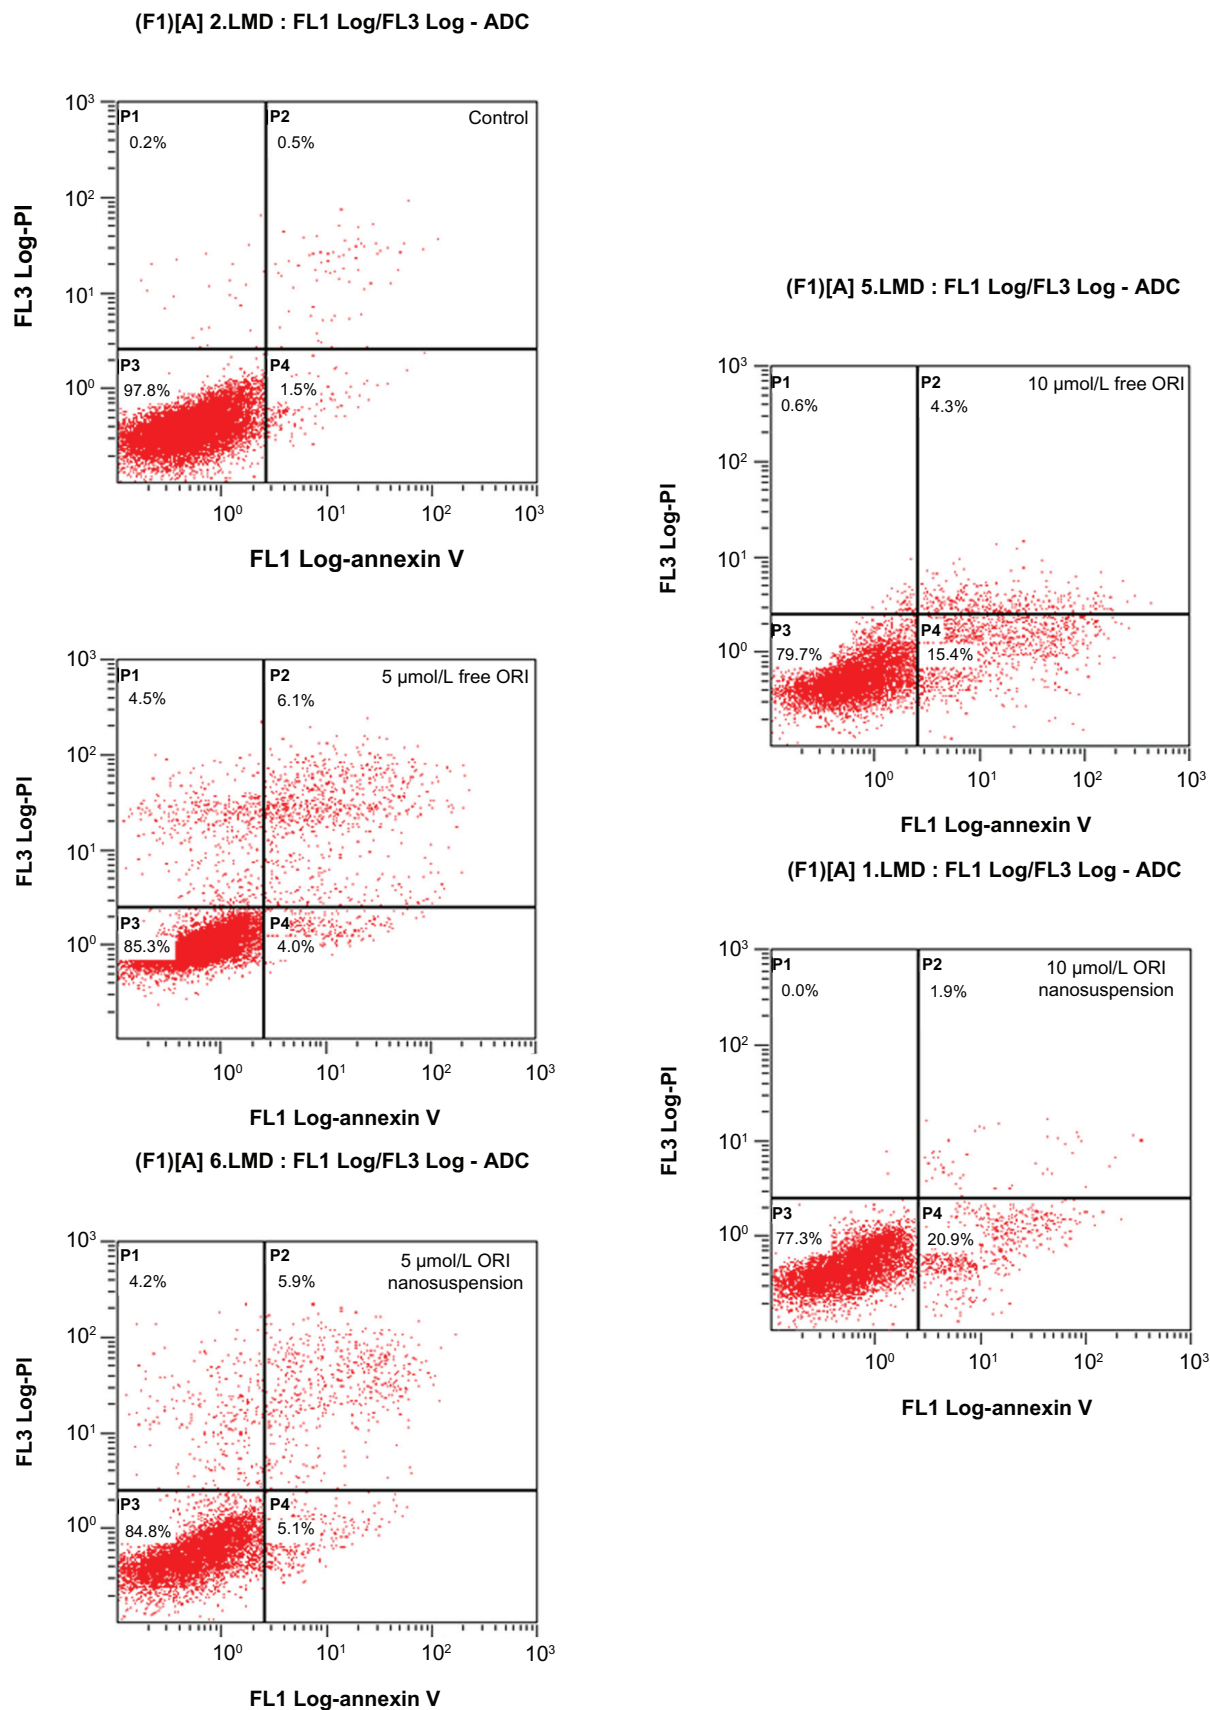 (F1)[A] 2.LMD : FL1 Log/FL3 Log - ADC
10³
P1
P2
Control
0.2%
0.5%
10²
FL3 Log-PI
10¹
P3
P4
10⁰
97.8%
1.5%
10⁰ 10¹ 10² 10³
FL1 Log-annexin V
10³
P1
P2
5 µmol/L free ORI
4.5%
6.1%
10²
FL3 Log-PI
10¹
P3
P4
10⁰
85.3%
4.0%
10⁰ 10¹ 10² 10³
FL1 Log-annexin V
(F1)[A] 6.LMD : FL1 Log/FL3 Log - ADC
10³
P1
P2
5 µmol/L ORI
nanosuspension
4.2%
5.9%
10²
FL3 Log-PI
10¹
P3
P4
10⁰
84.8%
5.1%
10⁰ 10¹ 10² 10³
FL1 Log-annexin V
(F1)[A] 5.LMD : FL1 Log/FL3 Log - ADC
10³
P1
P2
10 µmol/L free ORI
0.6%
4.3%
10²
FL3 Log-PI
10¹
P3
P4
10⁰
79.7%
15.4%
10⁰ 10¹ 10² 10³
FL1 Log-annexin V
(F1)[A] 1.LMD : FL1 Log/FL3 Log - ADC
10³
P1
P2
10 µmol/L ORI
nanosuspension
0.0%
1.9%
10²
FL3 Log-PI
10¹
P3
P4
10⁰
77.3%
20.9%
10⁰ 10¹ 10² 10³
FL1 Log-annexin V